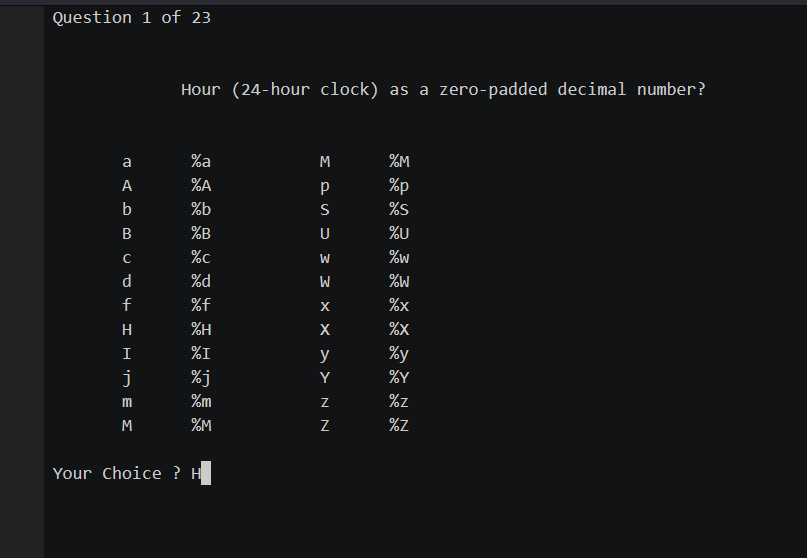 Question 1 of 23
Hour (24-hour clock) as a zero-padded decimal number?
a %a M %M
A %A p %p
b %b S %S
B %B U %U
c %c w %w
d %d W %W
f %f x %x
H %H X %X
I %I y %y
j %j Y %Y
m %m z %z
M %M Z %Z
Your Choice ? H